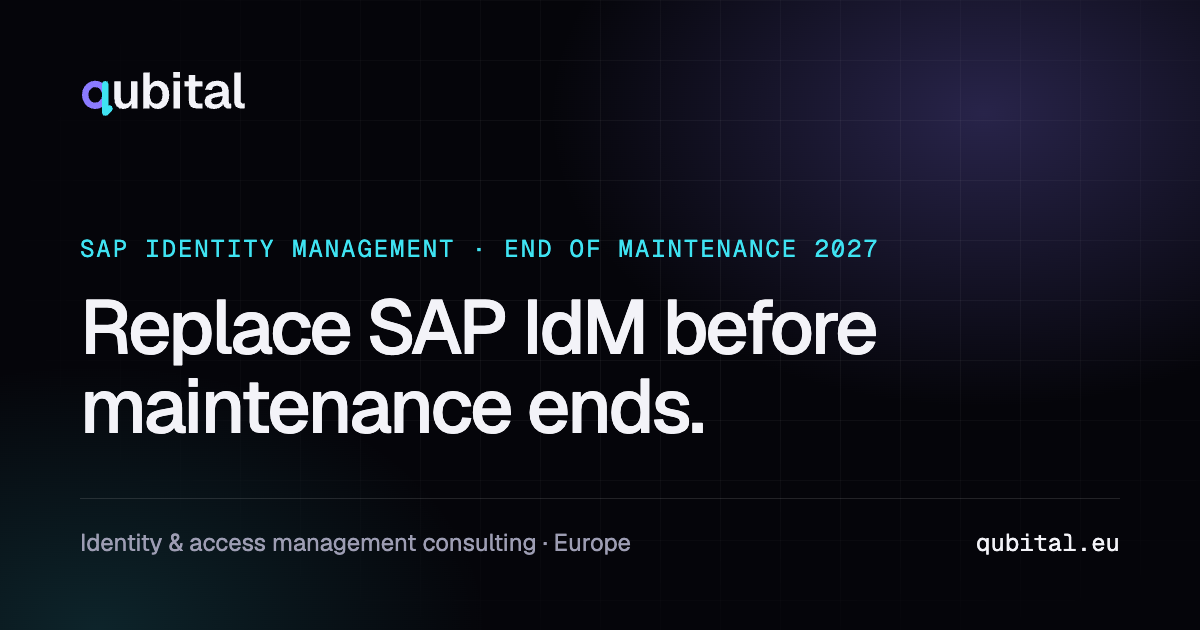 qubital
SAP IDENTITY MANAGEMENT · END OF MAINTENANCE 2027
Replace SAP IdM before
maintenance ends.
Identity & access management consulting · Europe
qubital.eu